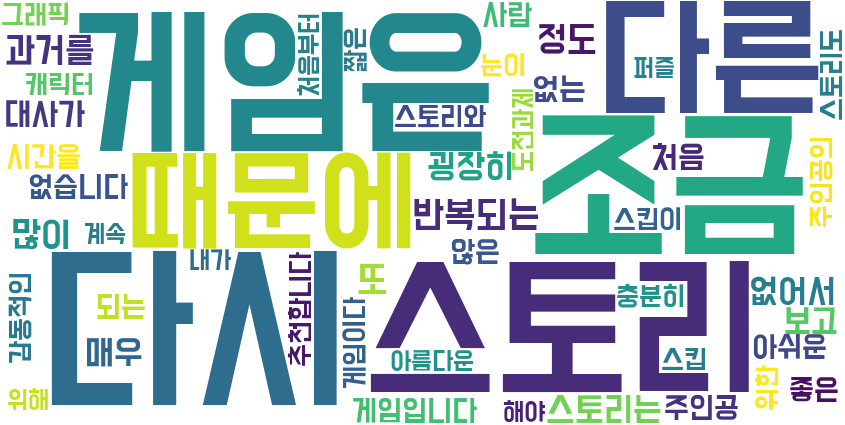 그래픽
게임은
처음부터
짧은
사람
다른
스토리도
과거를
정도
눈이
퍼즐
캐릭터
없는
대사가
스토리와
도전과제
조금
시간을
때문에
굉장히
처음
주인공인
없습니다
반복되는
스킵이
많이
계속
내가
않은
감동적인
다시
추천합니다
또
스토리
충분히
없어서
되는
게임이다
보고
매우
아름다운
스킵
아쉬운
위한
좋은
위해
게임입니다
해야
스토리는
주인공